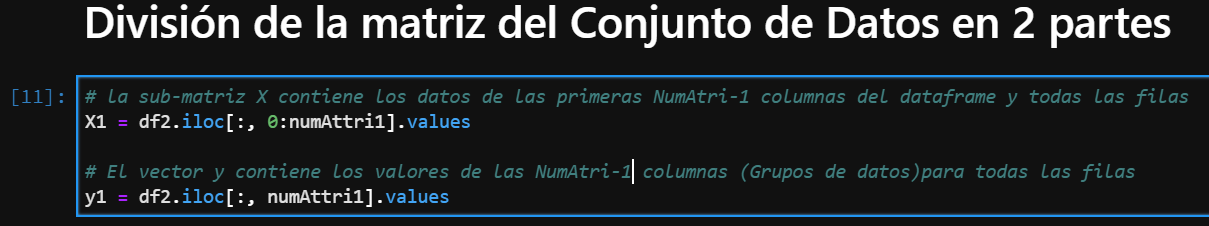 División de la matriz del Conjunto de Datos en 2 partes
[11]: # la sub-matriz X contiene los datos de las primeras NumAtri-1 columnas del dataframe y todas las filas
X1 = df2.iloc[:, 0:numAttri1].values
# El vector y contiene los valores de las NumAtri-1 columnas (Grupos de datos)para todas las filas
y1 = df2.iloc[:, numAttri1].values